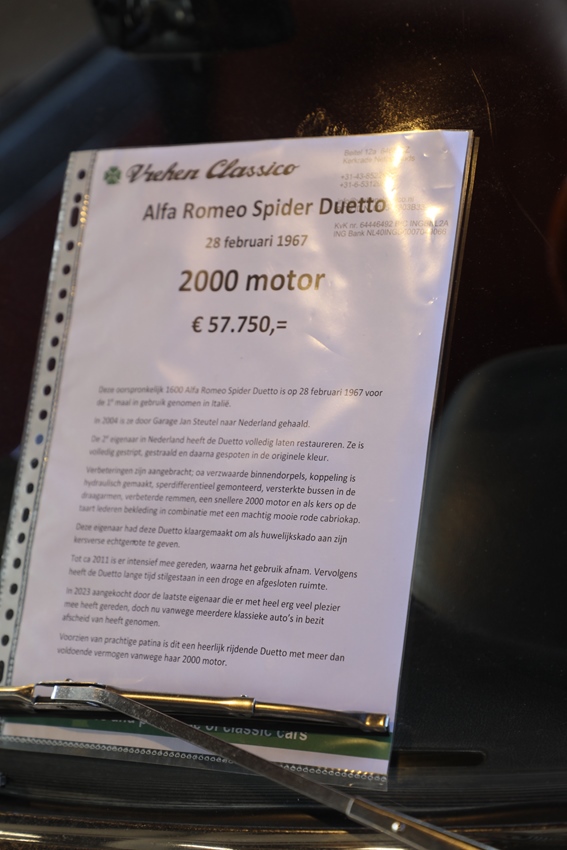 Vrehen Classico
+31-43-
+31-6-
Alfa Romeo Spider Duetto
KvK nr. 64446492
28 februari 1967
ING Bank
2000 motor
€ 57.750,=
Deze oorspronkelijk 1600 Alfa Romeo Spider Duetto is op 28 februari 1967 voor
de 1e maal in gebruik genomen in Italië.
In 2004 is ze door Garage Jan Steutel naar Nederland gehaald.
De 2e eigenaar in Nederland heeft de Duetto volledig laten restaureren. Ze is
volledig gestript, gestraald en daarna gespoten in de originele kleur.
Verbeteringen zijn aangebracht; oa verzwaarde binnendorpels, koppeling is
hydraulisch gemaakt, sperdifferentieel gemonteerd, versterkte bussen in de
draagarmen, verbeterde remmen, een snellere 2000 motor en als kers op de
taart lederen bekleding in combinatie met een machtig mooie rode cabriokap.
Deze eigenaar had deze Duetto klaargemaakt om als huwelijkskado aan zijn
kersverse echtgenote te geven.
Tot ca 2011 is er intensief mee gereden, waarna het gebruik afnam. Vervolgens
heeft de Duetto lange tijd stilgestaan in een droge en afgesloten ruimte.
In 2023 aangekocht door de laatste eigenaar die er met heel erg veel plezier
mee heeft gereden, doch nu vanwege meerdere klassieke auto's in bezit
afscheid van heeft genomen.
Voorzien van prachtige patina is dit een heerlijk rijdende Duetto met meer dan
voldoende vermogen vanwege haar 2000 motor.
of classic cars